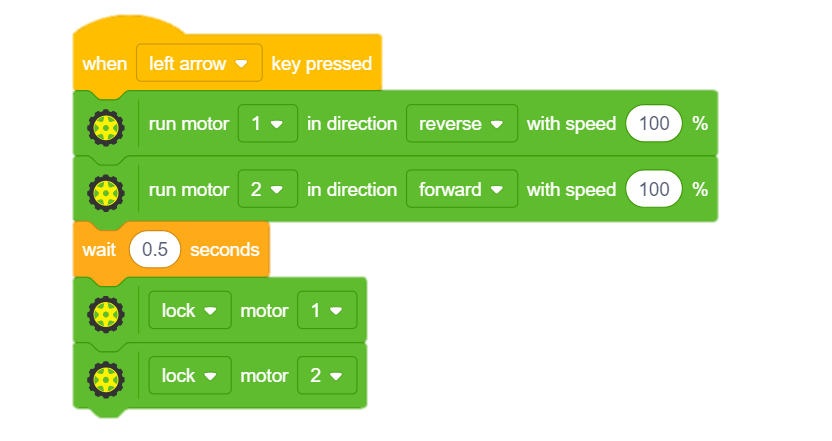 when left arrow key pressed
run motor 1 in direction reverse with speed 100 %
run motor 2 in direction forward with speed 100 %
wait 0.5 seconds
lock motor 1
lock motor 2